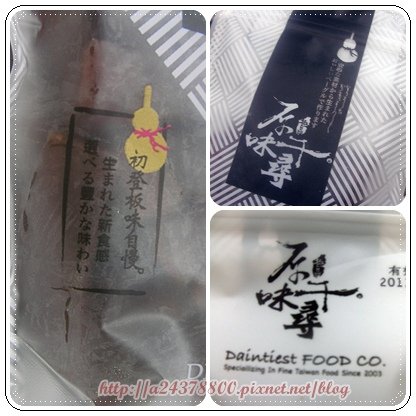 初登板味自慢。
生まれた新食感
選べる豊かな味わい
原味千尋。
原味千尋。
DAINTIEST FOOD CO.
Specializing In Fine Taiwan Food Since 2003
有效
201
http://a24378800.pixnet.net/blog